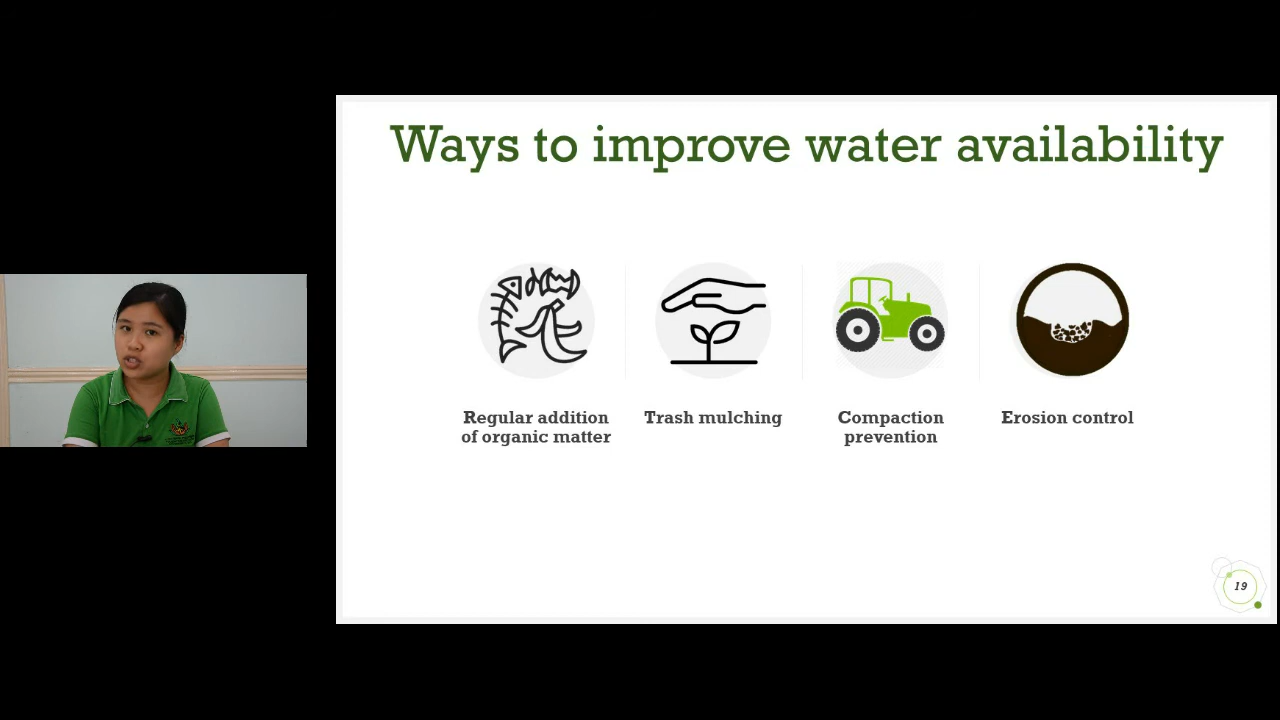 Ways to improve water availability
Regular addition
of organic matter
Trash mulching
Compaction
prevention
Erosion control
19